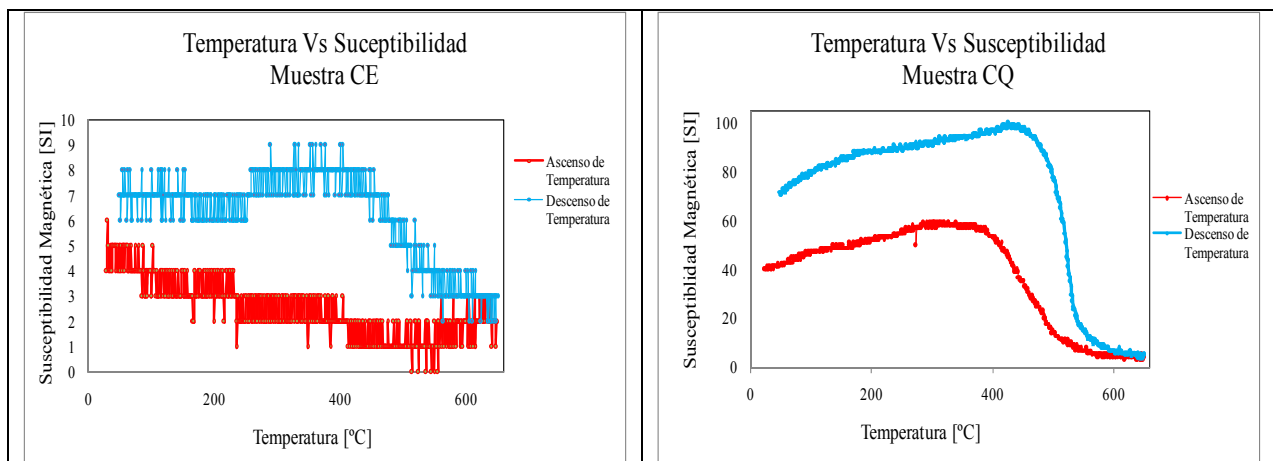 Temperatura Vs Suceptibilidad
Muestra CE
Susceptibilidad Magnética [SI]
10
9
8
7
6
5
4
3
2
1
0
0
200
400
600
Temperatura [ºC]
Ascenso de
Temperatura
Descenso de
Temperatura
Temperatura Vs Susceptibilidad
Muestra CQ
Susceptiblidad Magnética [SI]
100
80
60
40
20
0
0
200
400
600
Temperatura [ºC]
Ascenso de
Temperatura
Descenso de
Temperatura